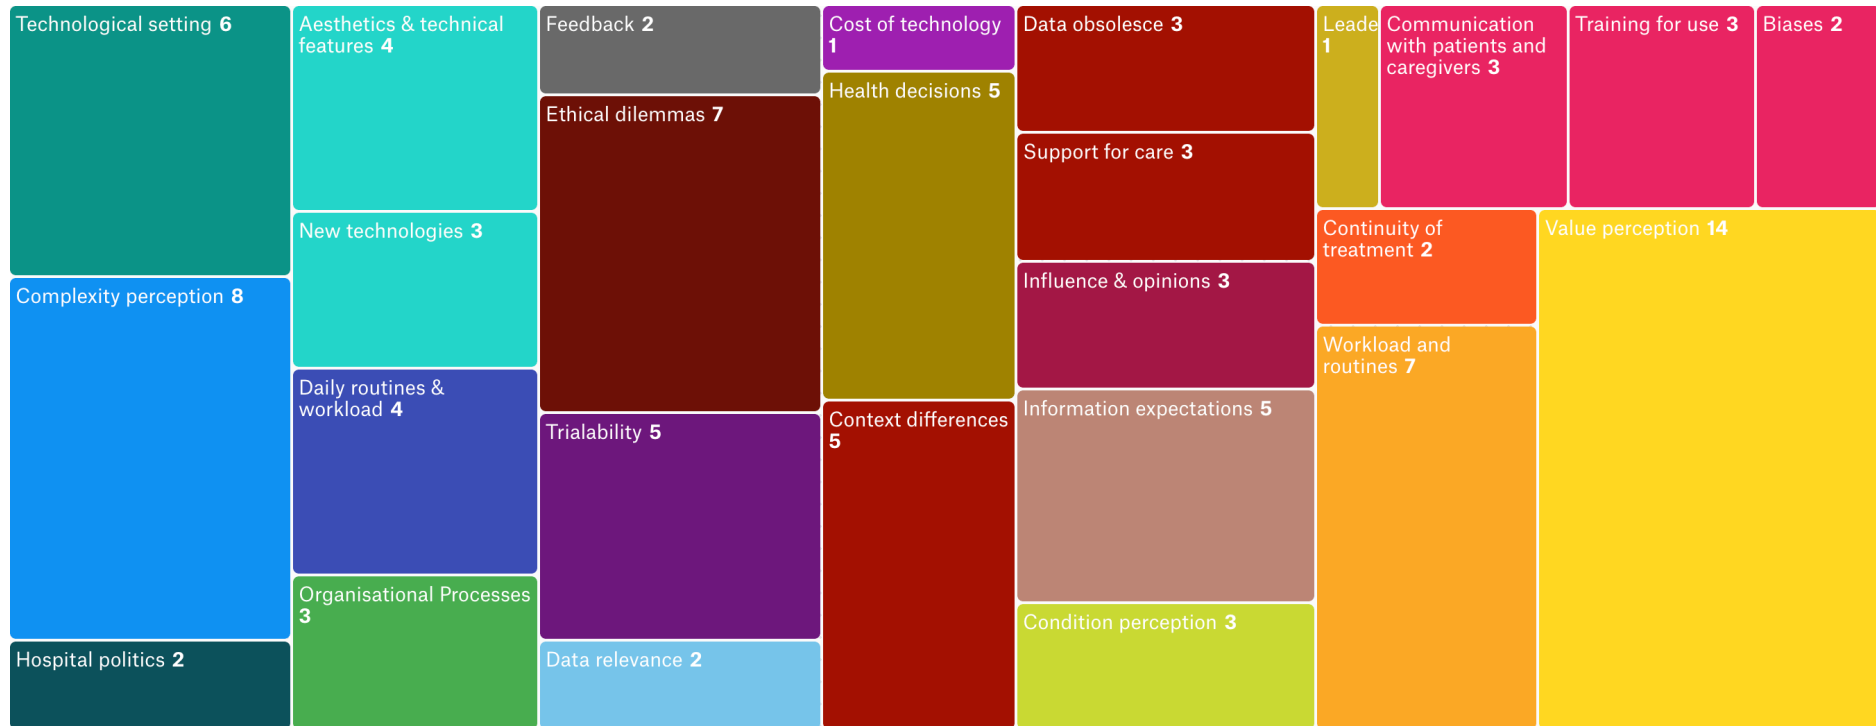 Technological setting 6
Complexity perception 8
Hospital politics 2
Aesthetics & technical
features 4
New technologies 3
Daily routines &
workload 4
Organisational Processes
3
Feedback 2
Ethical dilemmas 7
Trialability 5
Data relevance 2
Cost of technology
1
Health decisions 5
Context differences
5
Data obsolesce 3
Support for care 3
Influence & opinions 3
Information expectations 5
Condition perception 3
Leade
1
Communication
with patients and
caregivers 3
Training for use 3
Biases 2
Continuity of
treatment 2
Workload and
routines 7
Value perception 14